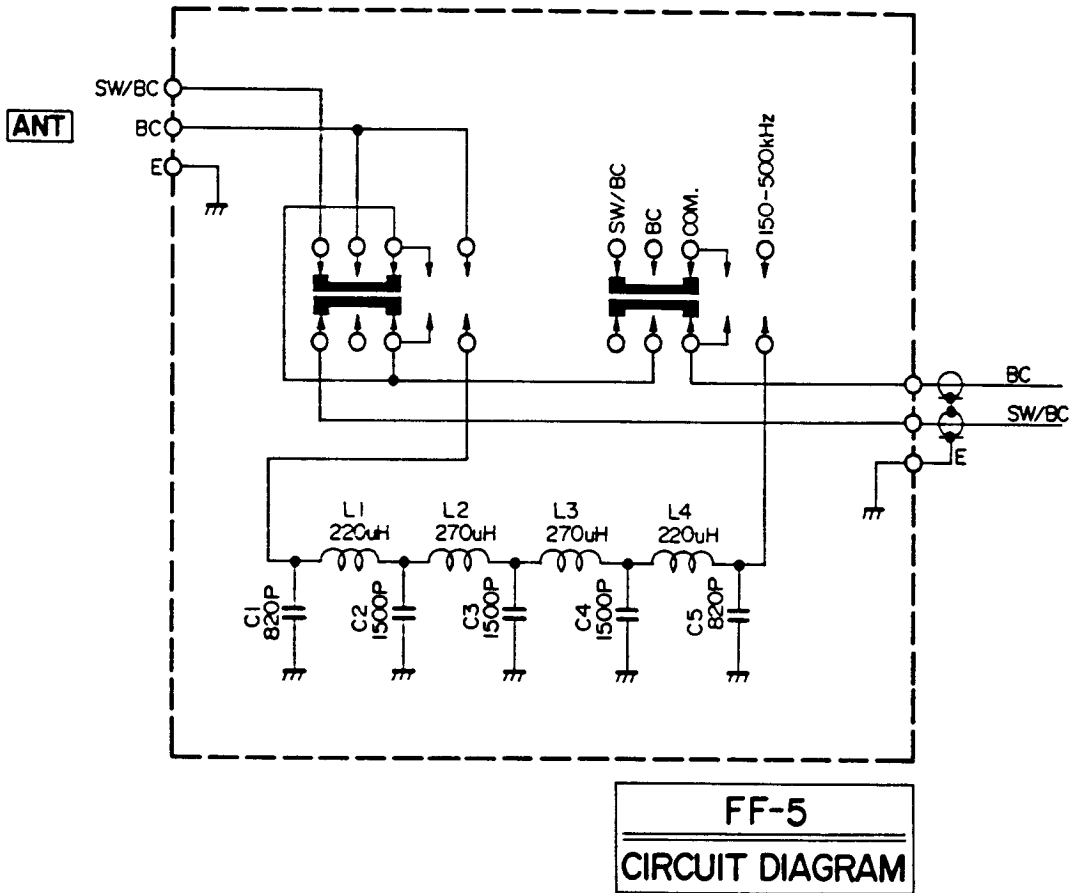 SW/BC
ANT
BC
E
SW/BC
BC
COM.
150-500kHz
BC
SW/BC
E
L1
220uH
L2
270uH
L3
270uH
L4
220uH
C1
820P
C2
1500P
C3
1500P
C4
1500P
C5
820P
FF-5
CIRCUIT DIAGRAM